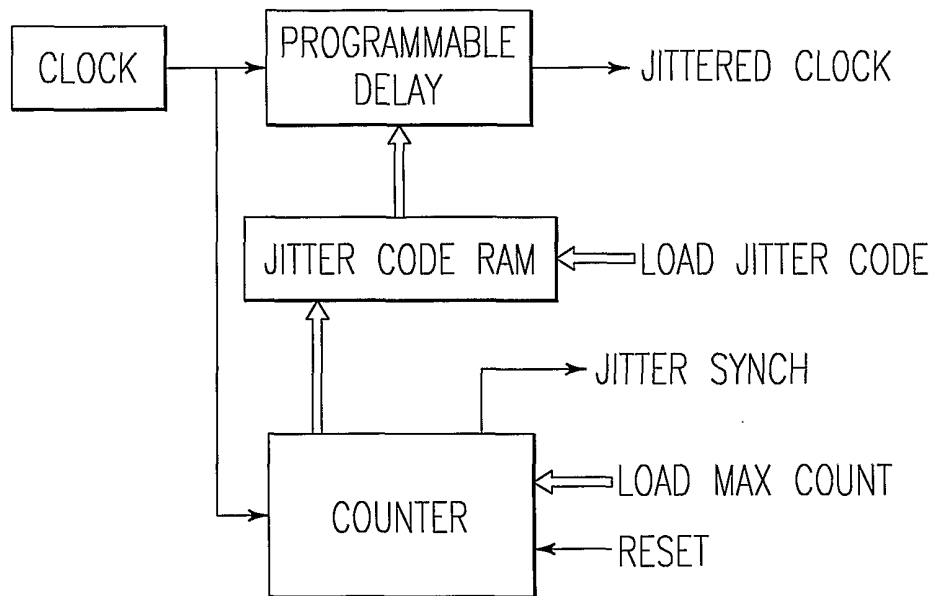 CLOCK
PROGRAMMABLE
DELAY
JITTERED CLOCK
JITTER CODE RAM
LOAD JITTER CODE
JITTER SYNCH
COUNTER
LOAD MAX COUNT
RESET